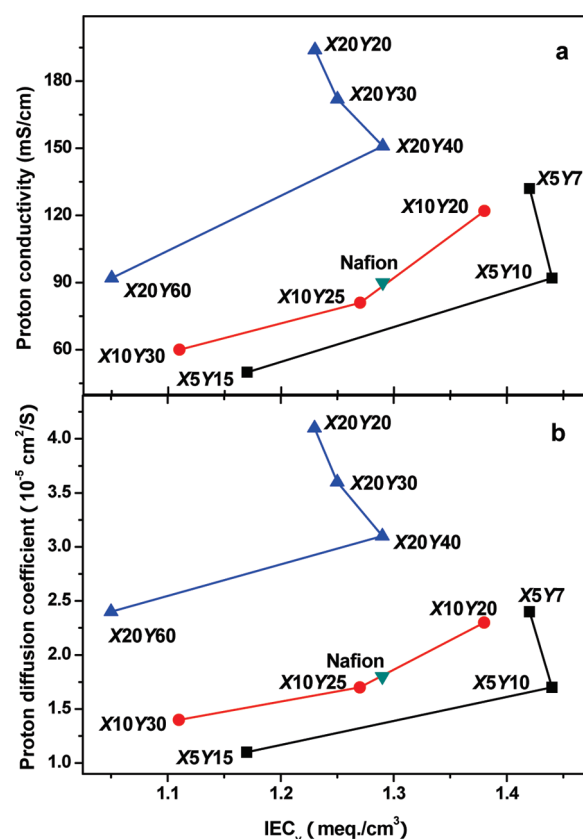 a
Proton conductivity (mS/cm)
180
150
120
90
60
X20Y20
X20Y30
X20Y40
X5Y7
X10Y20
Nafion
X5Y10
X20Y60
X10Y25
X10Y30
X5Y15
b
Proton diffusion coefficient ( 10⁻⁵ cm²/S)
4.0
3.5
3.0
2.5
2.0
1.5
1.0
X20Y20
X20Y30
X20Y40
X5Y7
X20Y60
X10Y20
Nafion
X10Y25
X5Y10
X10Y30
X5Y15
1.1 1.2 1.3 1.4
IECᵥ ( meq./cm³)